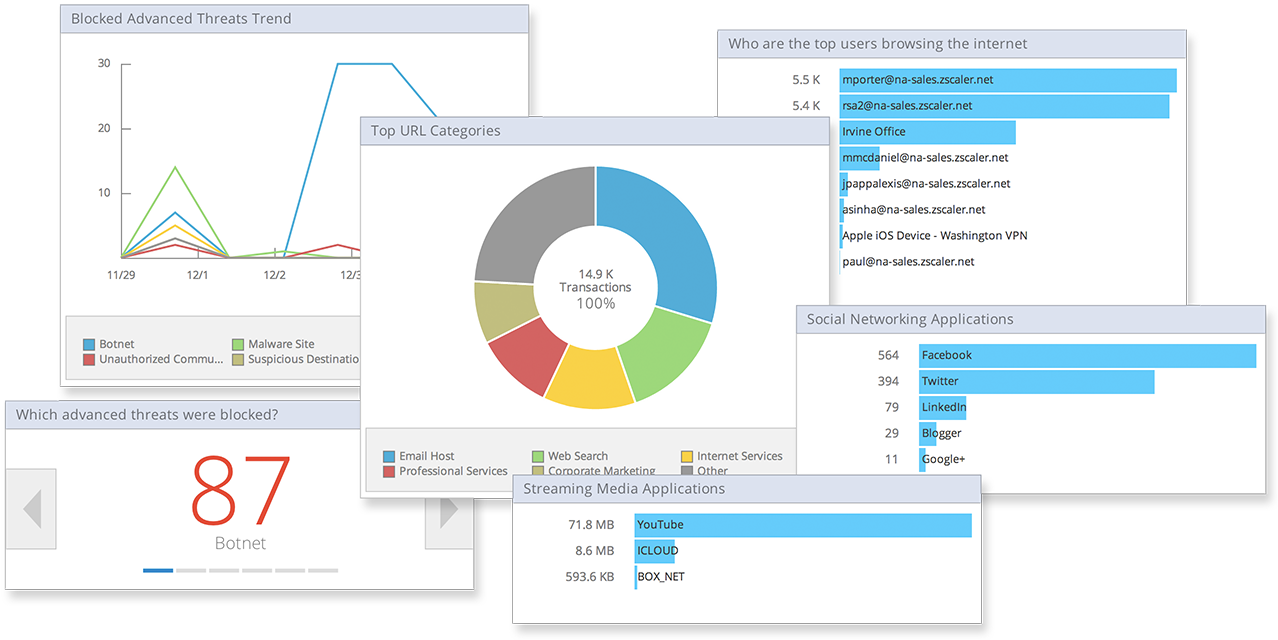 Blocked Advanced Threats Trend
30
20
10
11/29 12/1 12/2 12/3
Botnet Malware Site
Unauthorized Commu... Suspicious Destinatio
Who are the top users browsing the internet
5.5 K mporter@na-sales.zscaler.net
5.4 K rsa2@na-sales.zscaler.net
Irvine Office
mmcdaniel@na-sales.zscaler.net
jpappalexis@na-sales.zscaler.net
asinha@na-sales.zscaler.net
Apple iOS Device - Washington VPN
paul@na-sales.zscaler.net
Top URL Categories
14.9 K
Transactions
100%
Email Host Web Search Internet Services
Professional Services Corporate Marketing Other
Social Networking Applications
564 Facebook
394 Twitter
79 LinkedIn
29 Blogger
11 Google+
Which advanced threats were blocked?
87
Botnet
Streaming Media Applications
71.8 MB YouTube
8.6 MB ICLOUD
593.6 KB BOX_NET